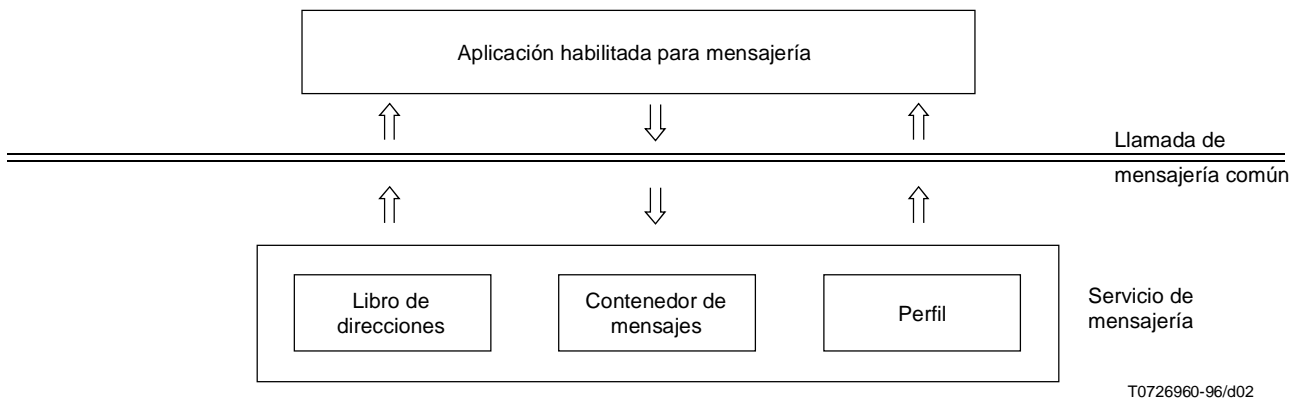 Aplicación habilitada para mensajería
Llamada de
mensajería común
Libro de
direcciones
Contenedor de
mensajes
Perfil
Servicio de
mensajería
T0726960-96/d02